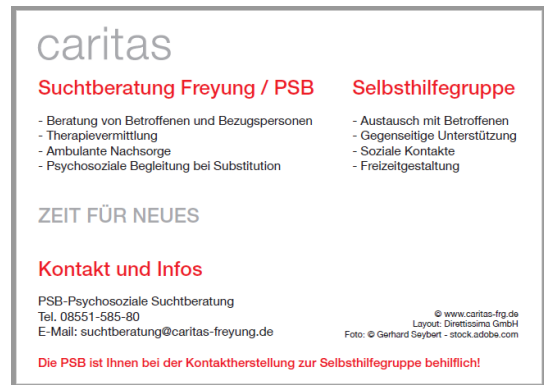 caritas
Suchtberatung Freyung / PSB
- Beratung von Betroffenen und Bezugspersonen
- Therapievermittlung
- Ambulante Nachsorge
- Psychosoziale Begleitung bei Substitution
Selbsthilfegruppe
- Austausch mit Betroffenen
- Gegenseitige Unterstützung
- Soziale Kontakte
- Freizeitgestaltung
ZEIT FÜR NEUES
Kontakt und Infos
PSB-Psychosoziale Suchtberatung
Tel. 08551-585-80
E-Mail: suchtberatung@caritas-freyung.de
© www.caritas-frg.de
Layout: Direttissima GmbH
Foto: © Gerhard Seybert - stock.adobe.com
Die PSB ist Ihnen bei der Kontaktherstellung zur Selbsthilfegruppe behilflich!